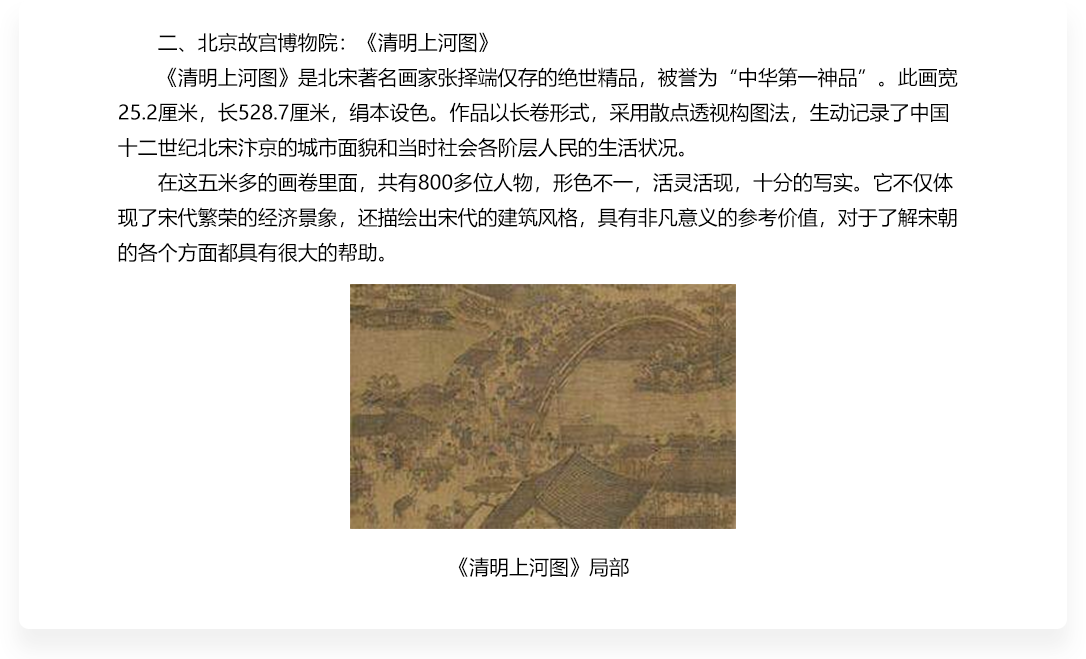 二、北京故宫博物院：《清明上河图》
《清明上河图》是北宋著名画家张择端仅存的绝世精品，被誉为“中华第一神品”。此画宽
25.2厘米，长528.7厘米，绢本设色。作品以长卷形式，采用散点透视构图法，生动记录了中国
十二世纪北宋汴京的城市面貌和当时社会各阶层人民的生活状况。
在这五米多的画卷里面，共有800多位人物，形色不一，活灵活现，十分的写实。它不仅体
现了宋代繁荣的经济景象，还描绘出宋代的建筑风格，具有非凡意义的参考价值，对于了解宋朝
的各个方面都具有很大的帮助。
《清明上河图》局部